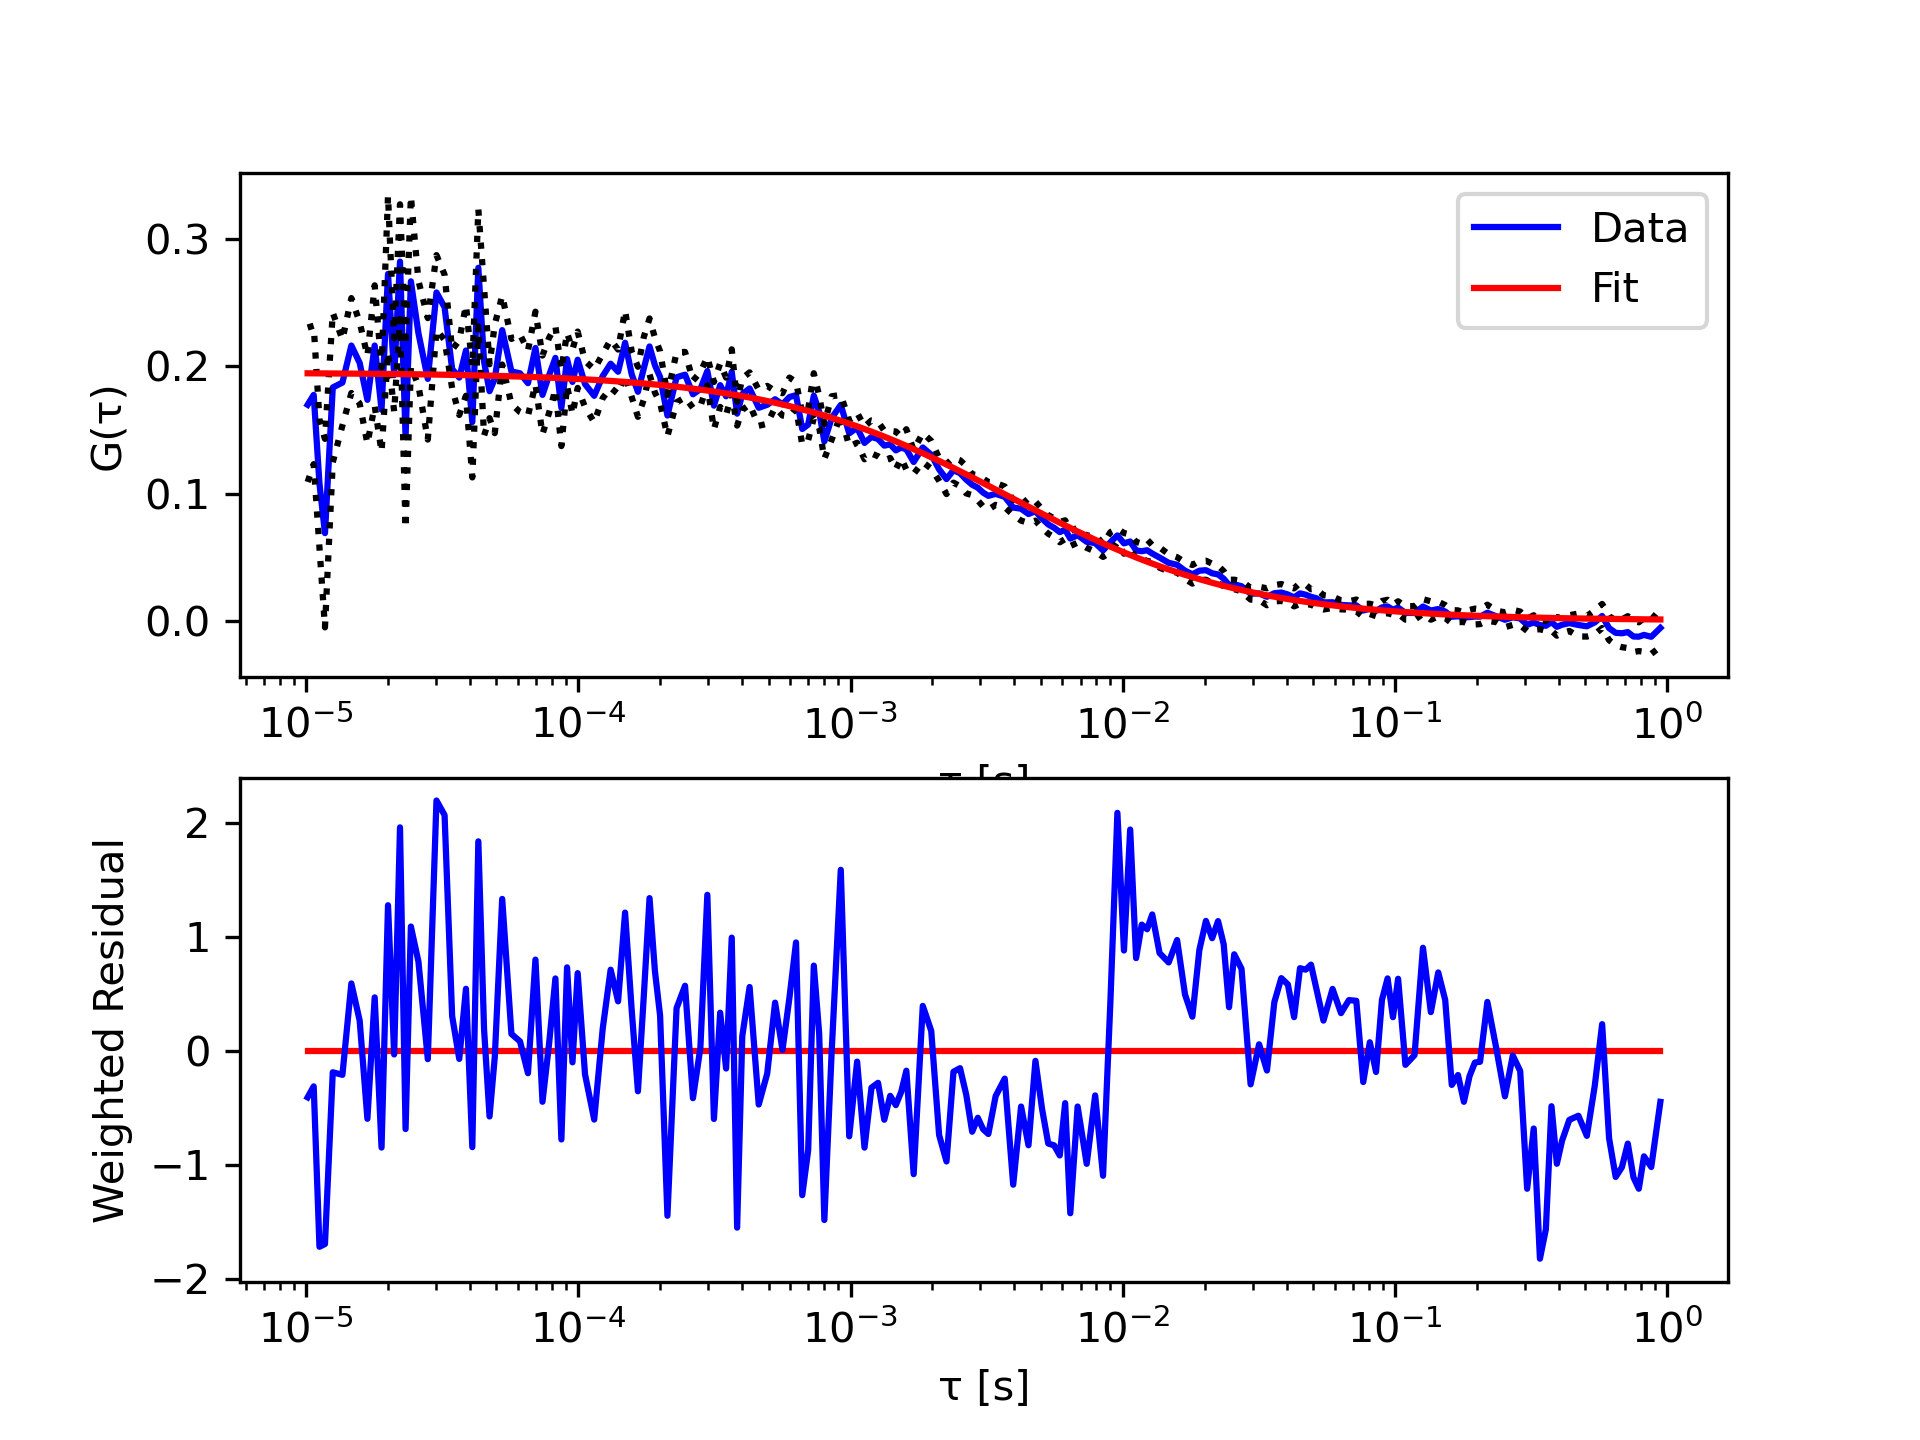 G(τ)
0.3
0.2
0.1
0.0
Data
Fit
10⁻⁵ 10⁻⁴ 10⁻³ 10⁻² 10⁻¹ 10⁰
τ [s]
Weighted Residual
2
1
0
−1
−2
10⁻⁵ 10⁻⁴ 10⁻³ 10⁻² 10⁻¹ 10⁰
τ [s]